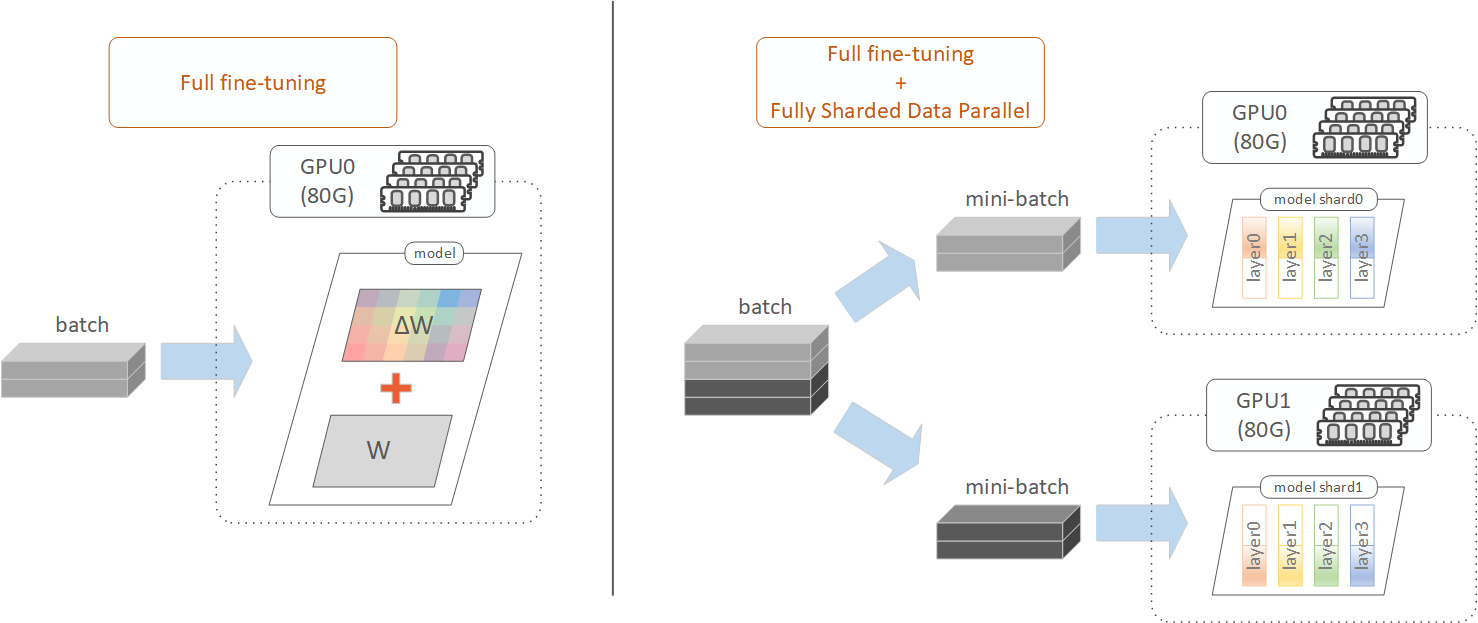 Full fine-tuning
GPU0
(80G)
model
batch
ΔW
W
Full fine-tuning
+
Fully Sharded Data Parallel
batch
mini-batch
GPU0
(80G)
model shard0
layer0
layer1
layer2
layer3
mini-batch
GPU1
(80G)
model shard1
layer0
layer1
layer2
layer3